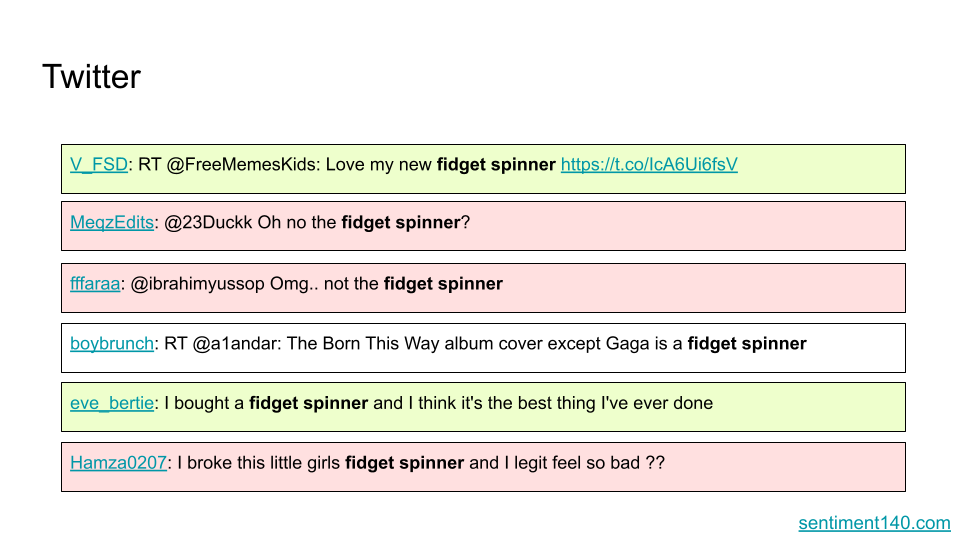 Twitter
V_FSD: RT @FreeMemesKids: Love my new fidget spinner https://t.co/IcA6Ui6fsV
MegzEdits: @23Duckk Oh no the fidget spinner?
fffaraa: @ibrahimyussop Omg.. not the fidget spinner
boybrunch: RT @a1andar: The Born This Way album cover except Gaga is a fidget spinner
eve_bertie: I bought a fidget spinner and I think it's the best thing I've ever done
Hamza0207: I broke this little girls fidget spinner and I legit feel so bad ??
sentiment140.com